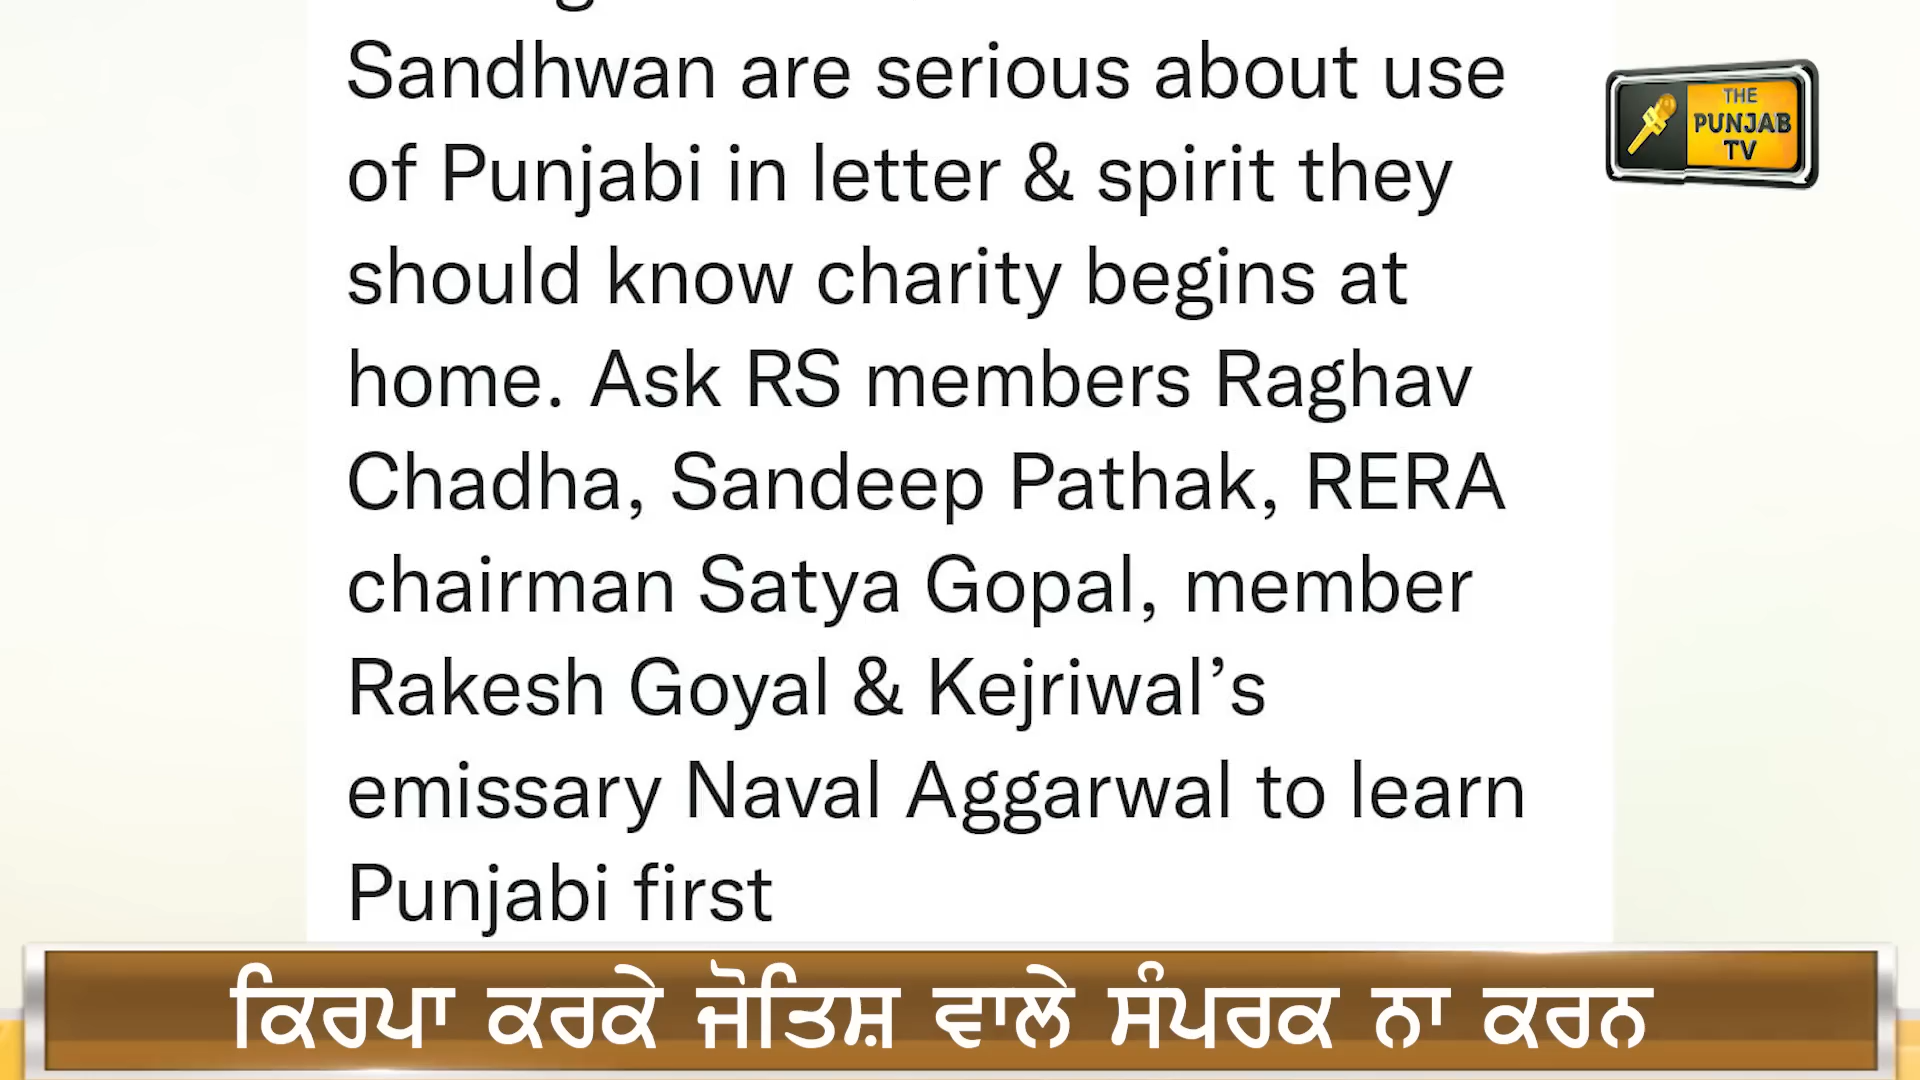 Sandhwan are serious about use
of Punjabi in letter & spirit they
should know charity begins at
home. Ask RS members Raghav
Chadha, Sandeep Pathak, RERA
chairman Satya Gopal, member
Rakesh Goyal & Kejriwal’s
emissary Naval Aggarwal to learn
Punjabi first
THE
PUNJAB
TV
ਕਿਰਪਾ ਕਰਕੇ ਜੋਤਿਸ਼ ਵਾਲੇ ਸੰਪਰਕ ਨਾ ਕਰਨ